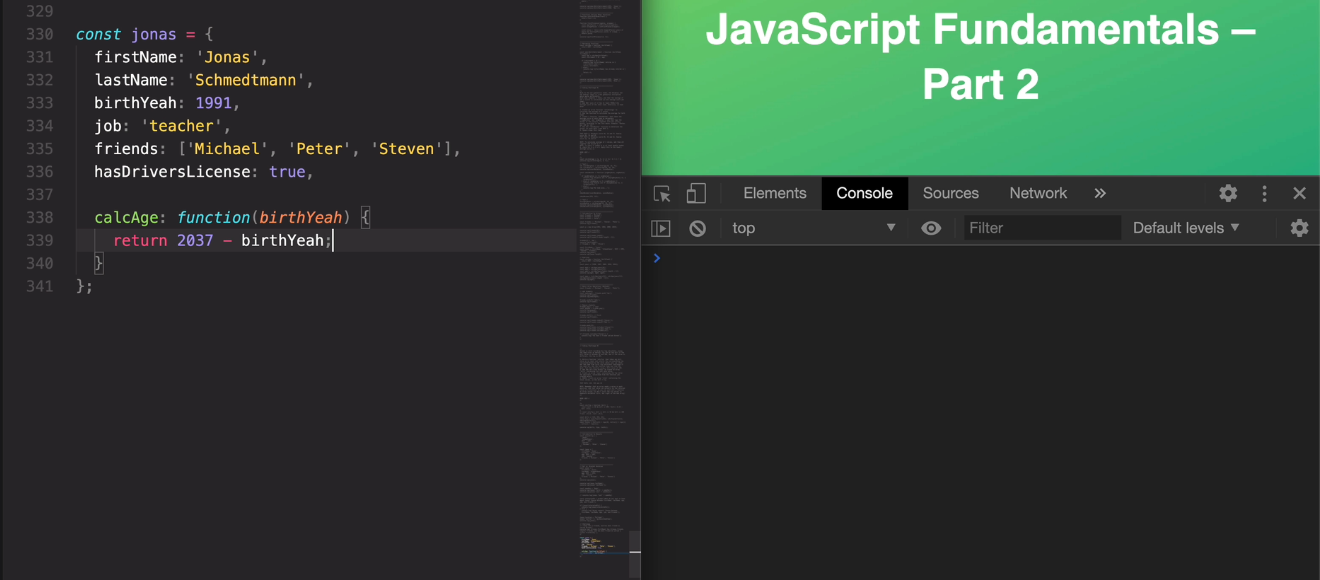 329
330 const jonas = {
331 firstName: 'Jonas',
332 lastName: 'Schmedtmann',
333 birthYeah: 1991,
334 job: 'teacher',
335 friends: ['Michael', 'Peter', 'Steven'],
336 hasDriversLicense: true,
337
338 calcAge: function(birthYeah) {
339 return 2037 - birthYeah;
340 }
341 };
JavaScript Fundamentals –
Part 2
Elements Console Sources Network »
top ▼ Filter Default levels ▼
>